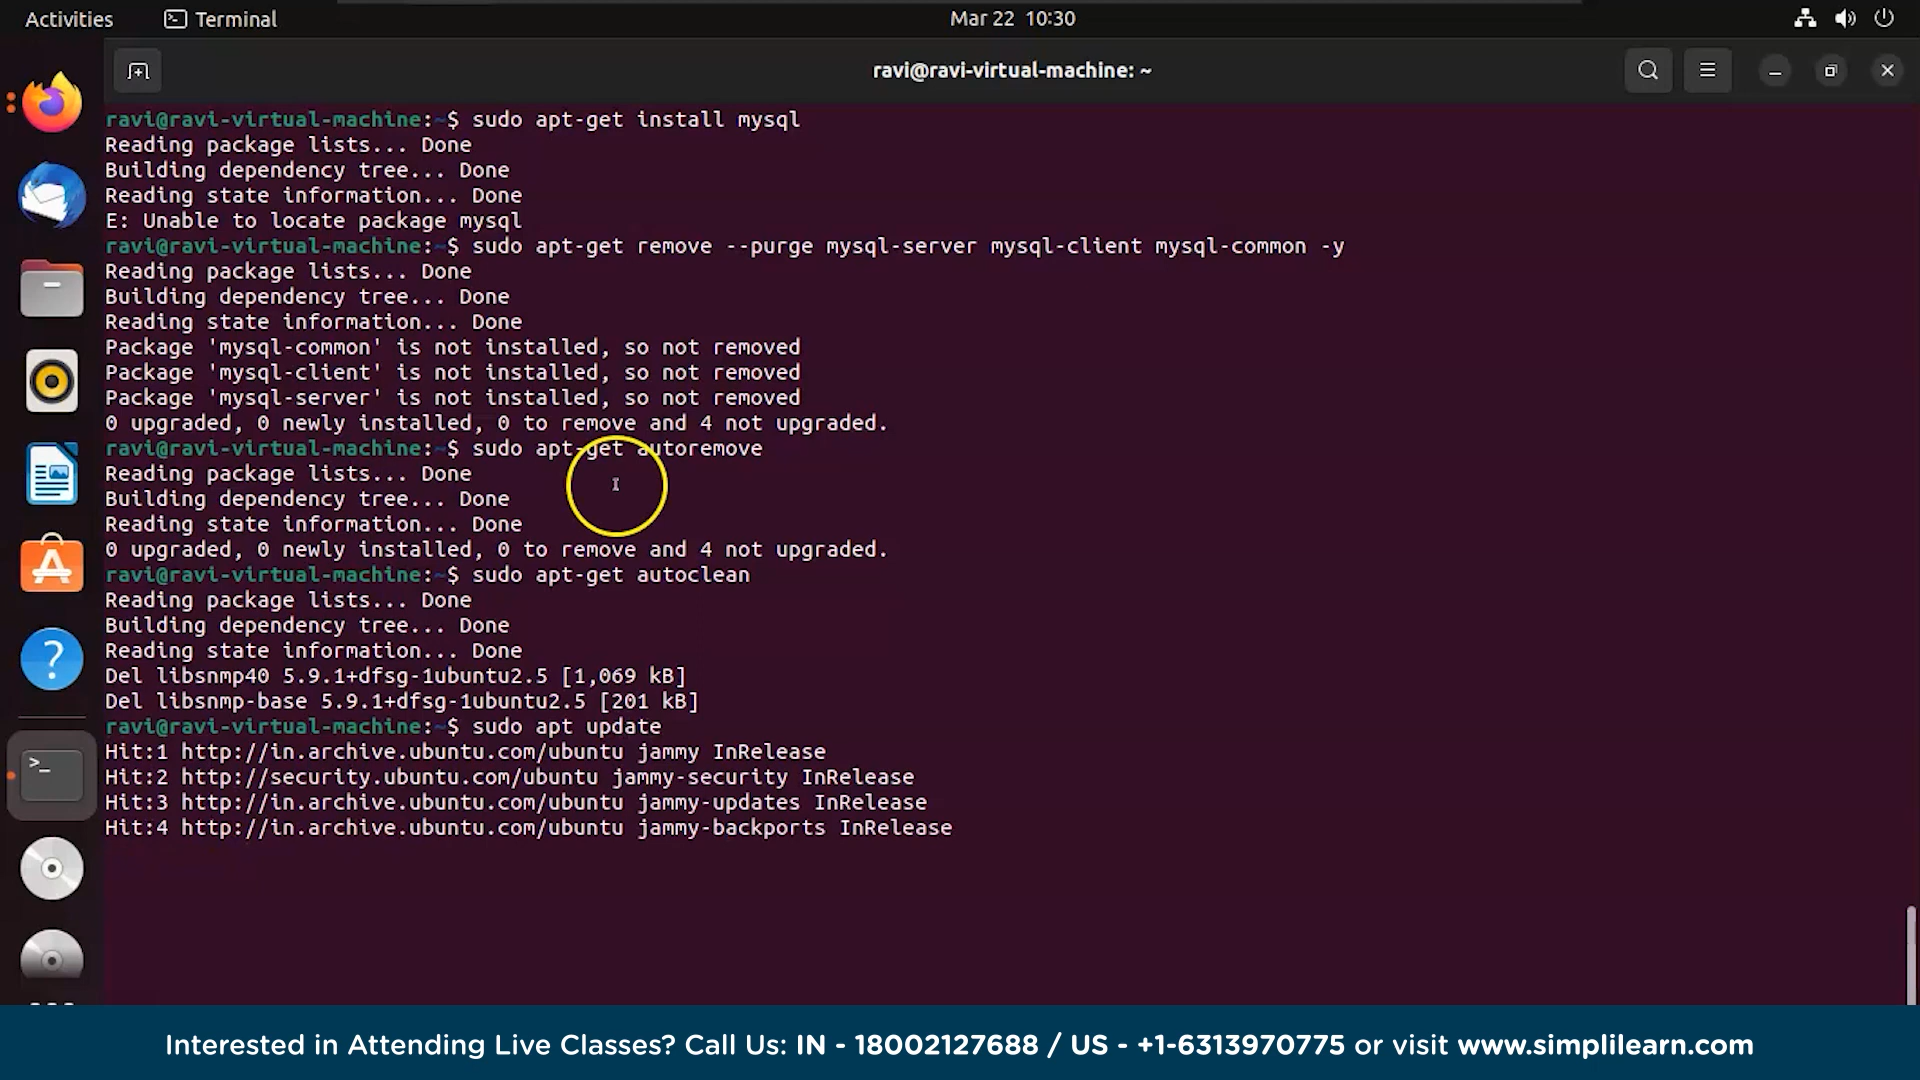 Activities
Terminal
Mar 22 10:30
ravi@ravi-virtual-machine: ~
ravi@ravi-virtual-machine:~$ sudo apt-get install mysql
Reading package lists... Done
Building dependency tree... Done
Reading state information... Done
E: Unable to locate package mysql
ravi@ravi-virtual-machine:~$ sudo apt-get remove --purge mysql-server mysql-client mysql-common -y
Reading package lists... Done
Building dependency tree... Done
Reading state information... Done
Package 'mysql-common' is not installed, so not removed
Package 'mysql-client' is not installed, so not removed
Package 'mysql-server' is not installed, so not removed
0 upgraded, 0 newly installed, 0 to remove and 4 not upgraded.
ravi@ravi-virtual-machine:~$ sudo apt-get autoremove
Reading package lists... Done
Building dependency tree... Done
Reading state information... Done
0 upgraded, 0 newly installed, 0 to remove and 4 not upgraded.
ravi@ravi-virtual-machine:~$ sudo apt-get autoclean
Reading package lists... Done
Building dependency tree... Done
Reading state information... Done
Del libsnmp40 5.9.1+dfsg-1ubuntu2.5 [1,069 kB]
Del libsnmp-base 5.9.1+dfsg-1ubuntu2.5 [201 kB]
ravi@ravi-virtual-machine:~$ sudo apt update
Hit:1 http://in.archive.ubuntu.com/ubuntu jammy InRelease
Hit:2 http://security.ubuntu.com/ubuntu jammy-security InRelease
Hit:3 http://in.archive.ubuntu.com/ubuntu jammy-updates InRelease
Hit:4 http://in.archive.ubuntu.com/ubuntu jammy-backports InRelease
Interested in Attending Live Classes? Call Us: IN - 18002127688 / US - +1-6313970775 or visit www.simplilearn.com